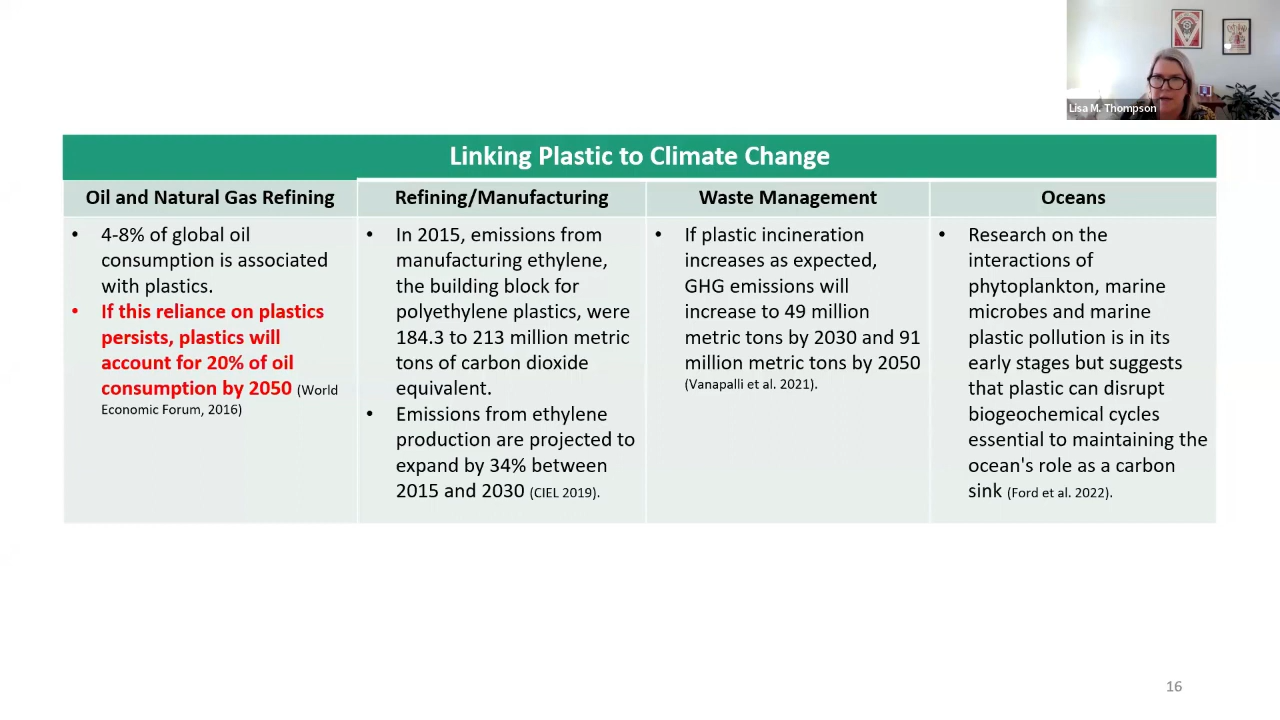 Lisa M. Thompson
Linking Plastic to Climate Change
Oil and Natural Gas Refining
• 4-8% of global oil
consumption is associated
with plastics.
• If this reliance on plastics
persists, plastics will
account for 20% of oil
consumption by 2050 (World
Economic Forum, 2016)
Refining/Manufacturing
• In 2015, emissions from
manufacturing ethylene,
the building block for
polyethylene plastics, were
184.3 to 213 million metric
tons of carbon dioxide
equivalent.
• Emissions from ethylene
production are projected to
expand by 34% between
2015 and 2030 (CIEL 2019).
Waste Management
• If plastic incineration
increases as expected,
GHG emissions will
increase to 49 million
metric tons by 2030 and 91
million metric tons by 2050
(Vanapalli et al. 2021).
Oceans
• Research on the
interactions of
phytoplankton, marine
microbes and marine
plastic pollution is in its
early stages but suggests
that plastic can disrupt
biogeochemical cycles
essential to maintaining the
ocean's role as a carbon
sink (Ford et al. 2022).
16